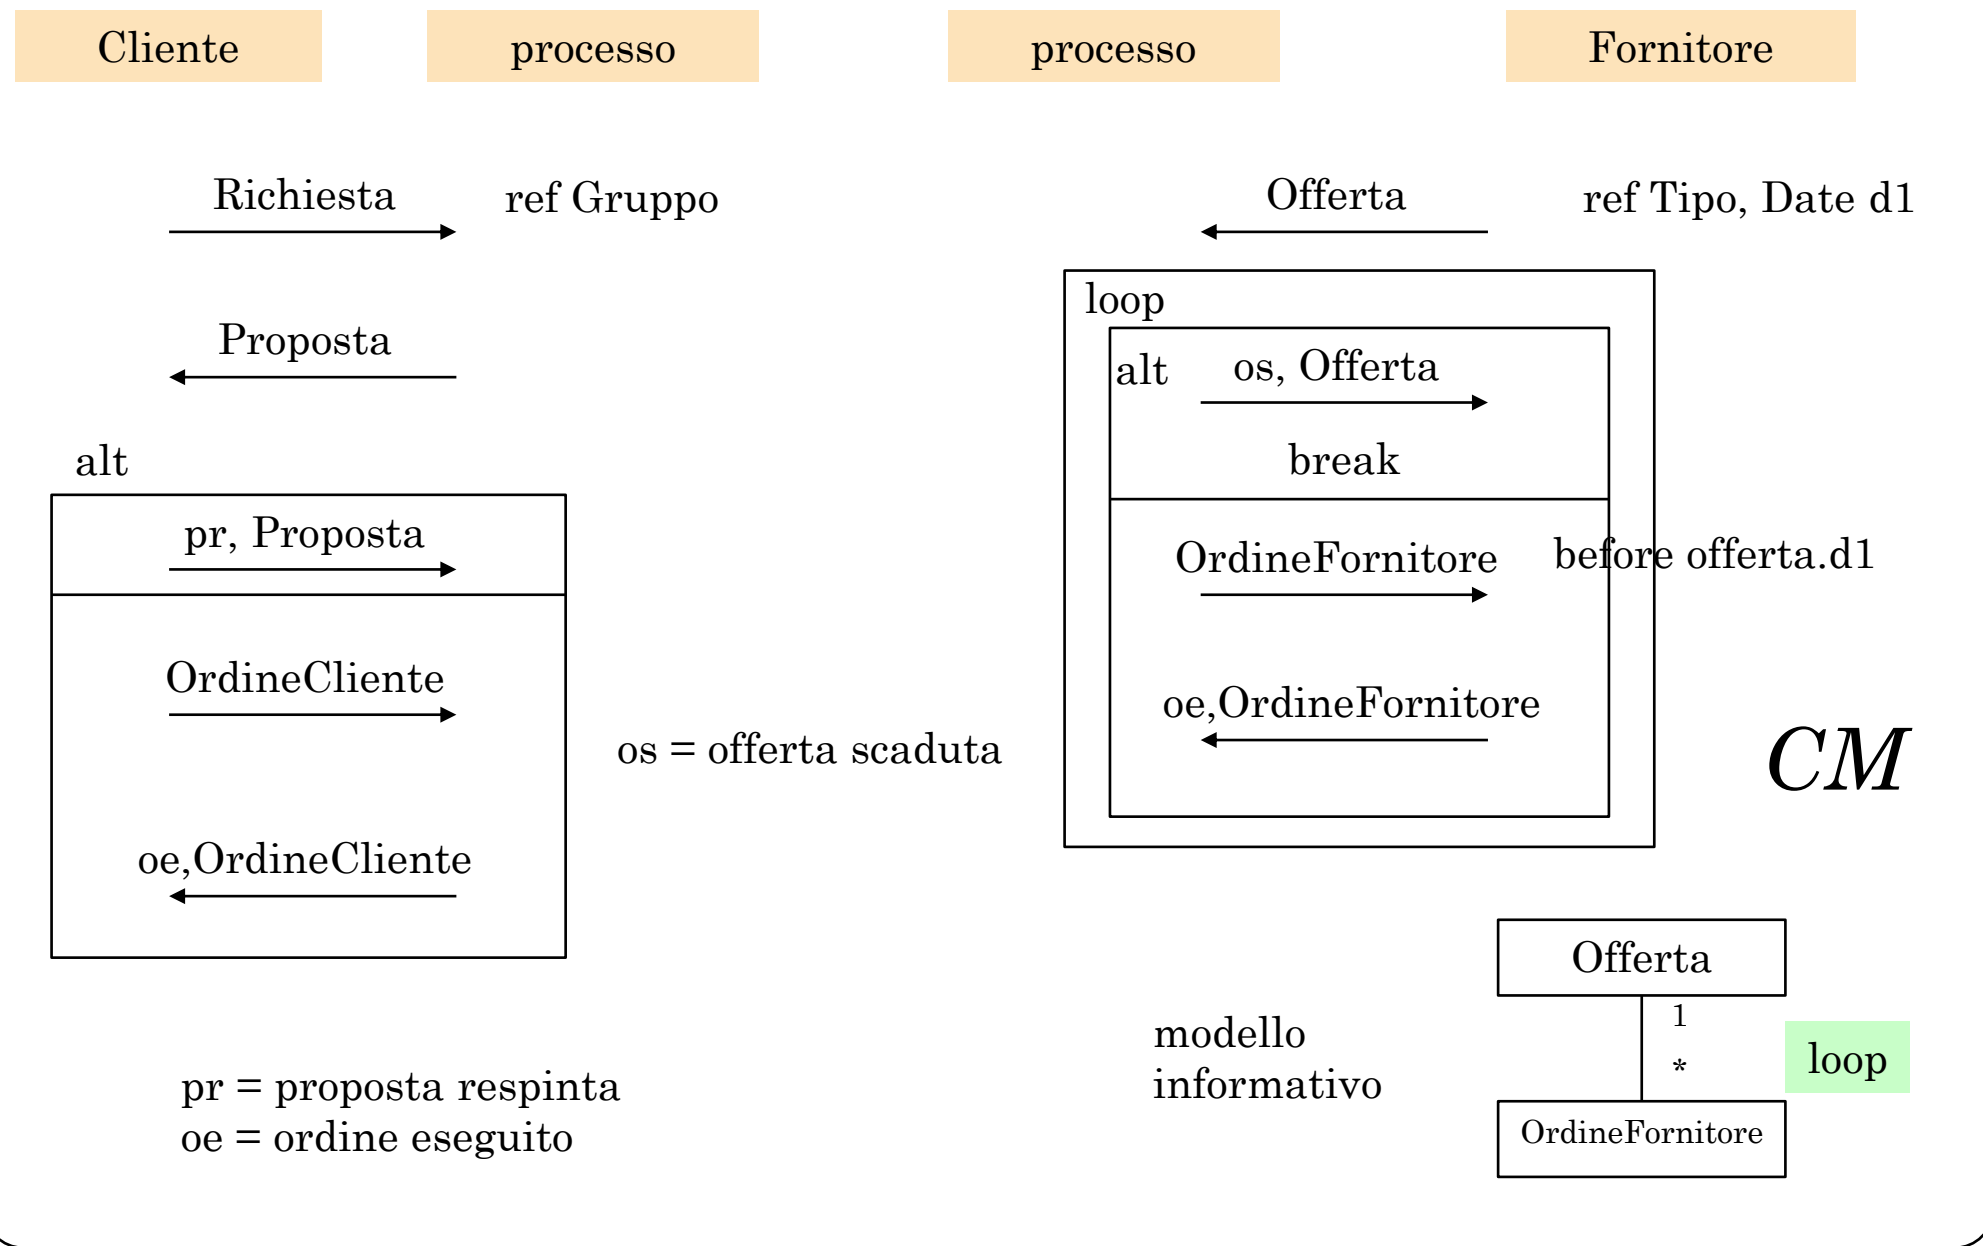 Cliente
processo
processo
Fornitore
Richiesta
ref Gruppo
Offerta
ref Tipo, Date d1
loop
Proposta
alt
os, Offerta
break
alt
pr, Proposta
OrdineFornitore
before offerta.d1
OrdineCliente
oe,OrdineFornitore
os = offerta scaduta
CM
oe,OrdineCliente
Offerta
1
modello
informativo
*
loop
OrdineFornitore
pr = proposta respinta
oe = ordine eseguito